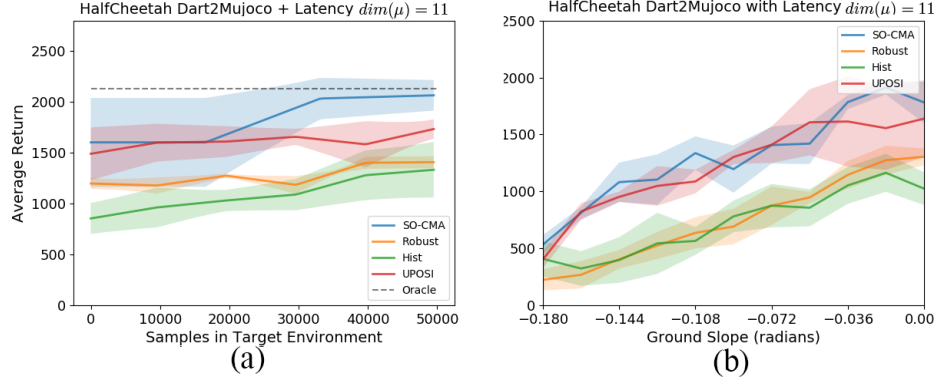 HalfCheetah Dart2Mujoco + Latency dim(μ) = 11
2500
2000
1500
1000
500
0
Average Return
SO-CMA
Robust
Hist
UPOSI
Oracle
0 10000 20000 30000 40000 50000
Samples in Target Environment
(a)
HalfCheetah Dart2Mujoco with Latency dim(μ) = 11
2500
2000
1500
1000
500
0
SO-CMA
Robust
Hist
UPOSI
−0.180 −0.144 −0.108 −0.072 −0.036 0.00
Ground Slope (radians)
(b)